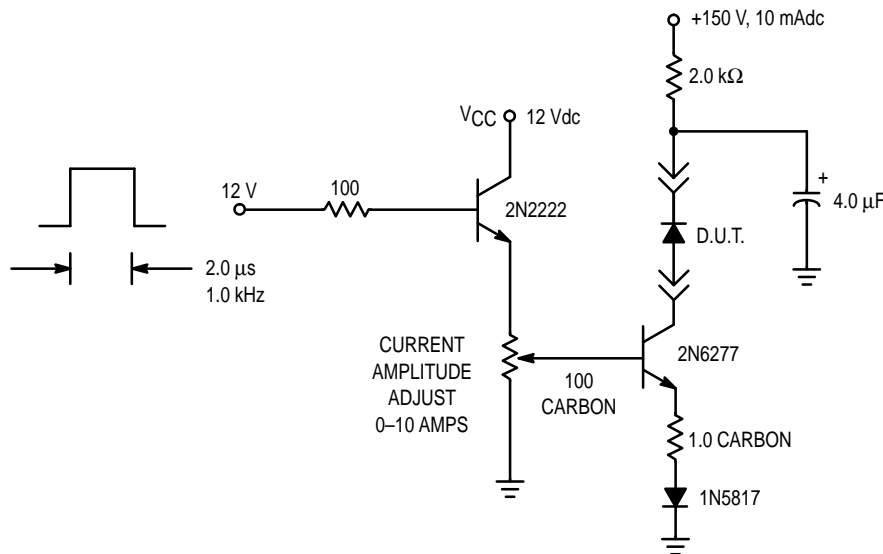 +150 V, 10 mAdc
2.0 kΩ
VCC 12 Vdc
12 V
100
2N2222
+
4.0 μF
D.U.T.
2.0 μs
1.0 kHz
CURRENT
AMPLITUDE
ADJUST
0–10 AMPS
100
CARBON
2N6277
1.0 CARBON
1N5817